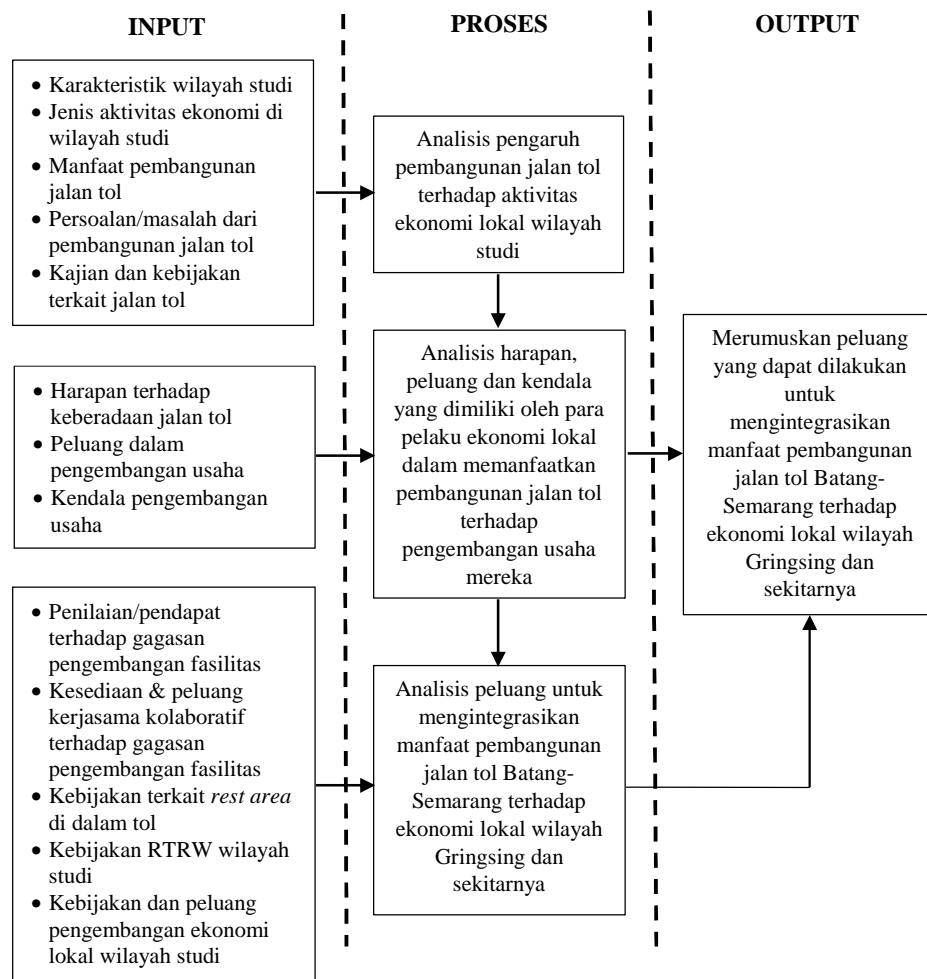 INPUT
PROSES
OUTPUT
• Karakteristik wilayah studi
• Jenis aktivitas ekonomi di
wilayah studi
• Manfaat pembangunan
jalan tol
• Persoalan/masalah dari
pembangunan jalan tol
• Kajian dan kebijakan
terkait jalan tol
Analisis pengaruh
pembangunan jalan tol
terhadap aktivitas
ekonomi lokal wilayah
studi
• Harapan terhadap
keberadaan jalan tol
• Peluang dalam
pengembangan usaha
• Kendala pengembangan
usaha
Analisis harapan,
peluang dan kendala
yang dimiliki oleh para
pelaku ekonomi lokal
dalam memanfaatkan
pembangunan jalan tol
terhadap
pengembangan usaha
mereka
Merumuskan peluang
yang dapat dilakukan
untuk
mengintegrasikan
manfaat pembangunan
jalan tol Batang-
Semarang terhadap
ekonomi lokal wilayah
Gringsing dan
sekitarnya
• Penilaian/pendapat
terhadap gagasan
pengembangan fasilitas
• Kesediaan & peluang
kerjasama kolaboratif
terhadap gagasan
pengembangan fasilitas
• Kebijakan terkait rest area
di dalam tol
• Kebijakan RTRW wilayah
studi
• Kebijakan dan peluang
pengembangan ekonomi
lokal wilayah studi
Analisis peluang untuk
mengintegrasikan
manfaat pembangunan
jalan tol Batang-
Semarang terhadap
ekonomi lokal wilayah
Gringsing dan
sekitarnya